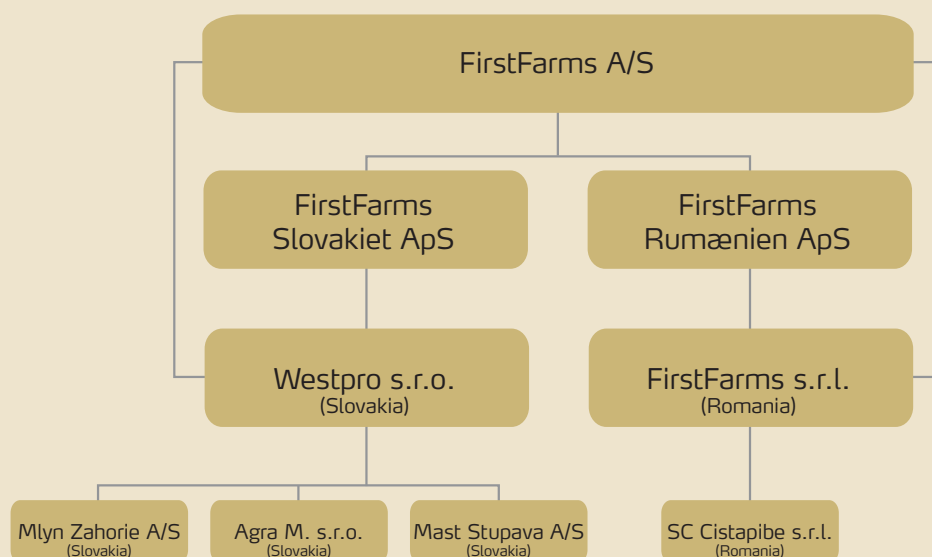 FirstFarms A/S
FirstFarms
Slovakiet ApS
FirstFarms
Rumænien ApS
Westpro s.r.o.
(Slovakia)
FirstFarms s.r.l.
(Romania)
Mlyn Zahorie A/S
(Slovakia)
Agra M. s.r.o.
(Slovakia)
Mast Stupava A/S
(Slovakia)
SC Cistapibe s.r.l.
(Romania)